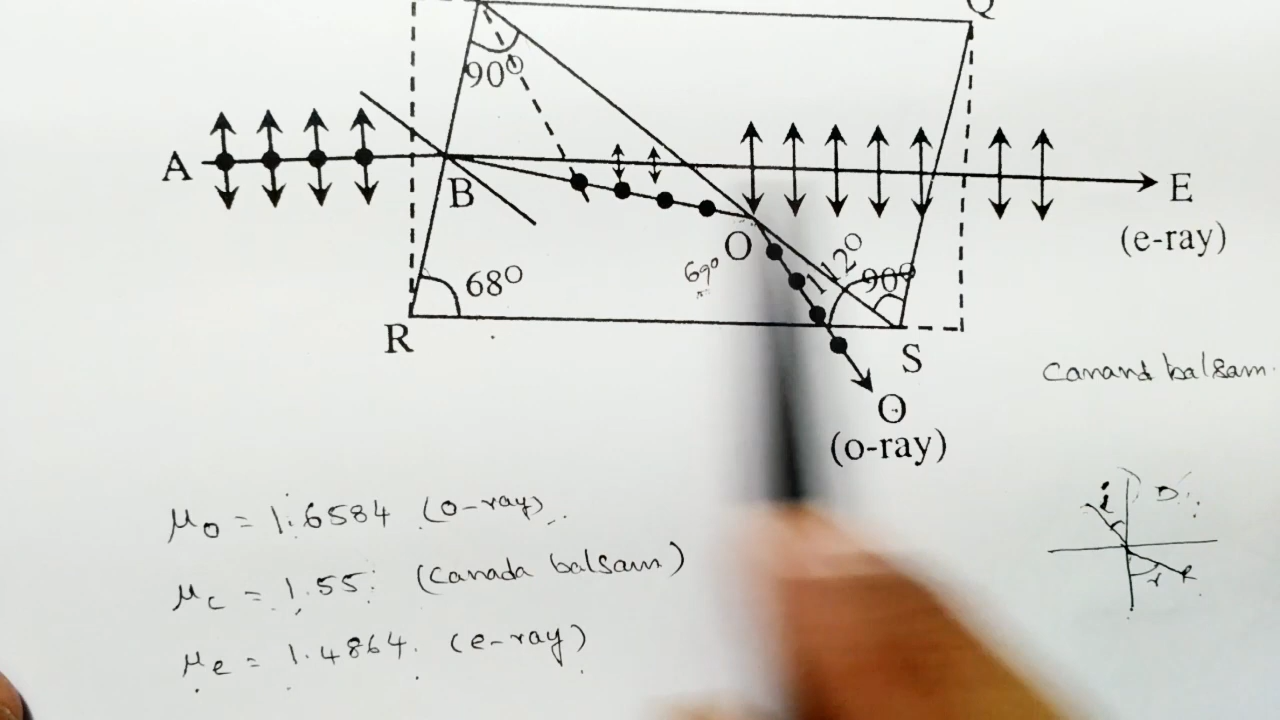 Q
90°
A
B
E
(e-ray)
O
69°
112°
90°
68°
R
S
Canand balsam.
O
(o-ray)
i
r
μo = 1.6584 (o-ray)
μc = 1.55 (Canada balsam)
μe = 1.4864. (e-ray)